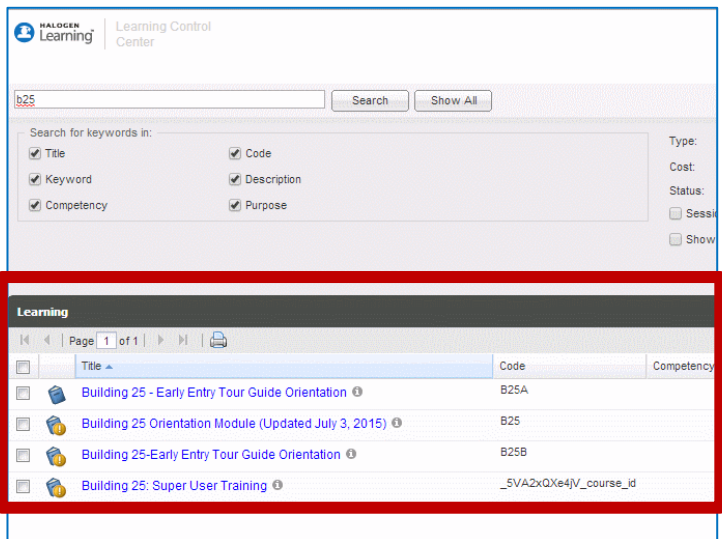 HALOGEN
Learning
Learning Control
Center
b25
Search
Show All
Search for keywords in:
Title
Code
Keyword
Description
Competency
Purpose
Type:
Cost:
Status:
Sessi
Show
Learning
Page 1 of 1
Title
Code
Competency
Building 25 - Early Entry Tour Guide Orientation
B25A
Building 25 Orientation Module (Updated July 3, 2015)
B25
Building 25-Early Entry Tour Guide Orientation
B25B
Building 25: Super User Training
_5VA2xQXe4jV_course_id